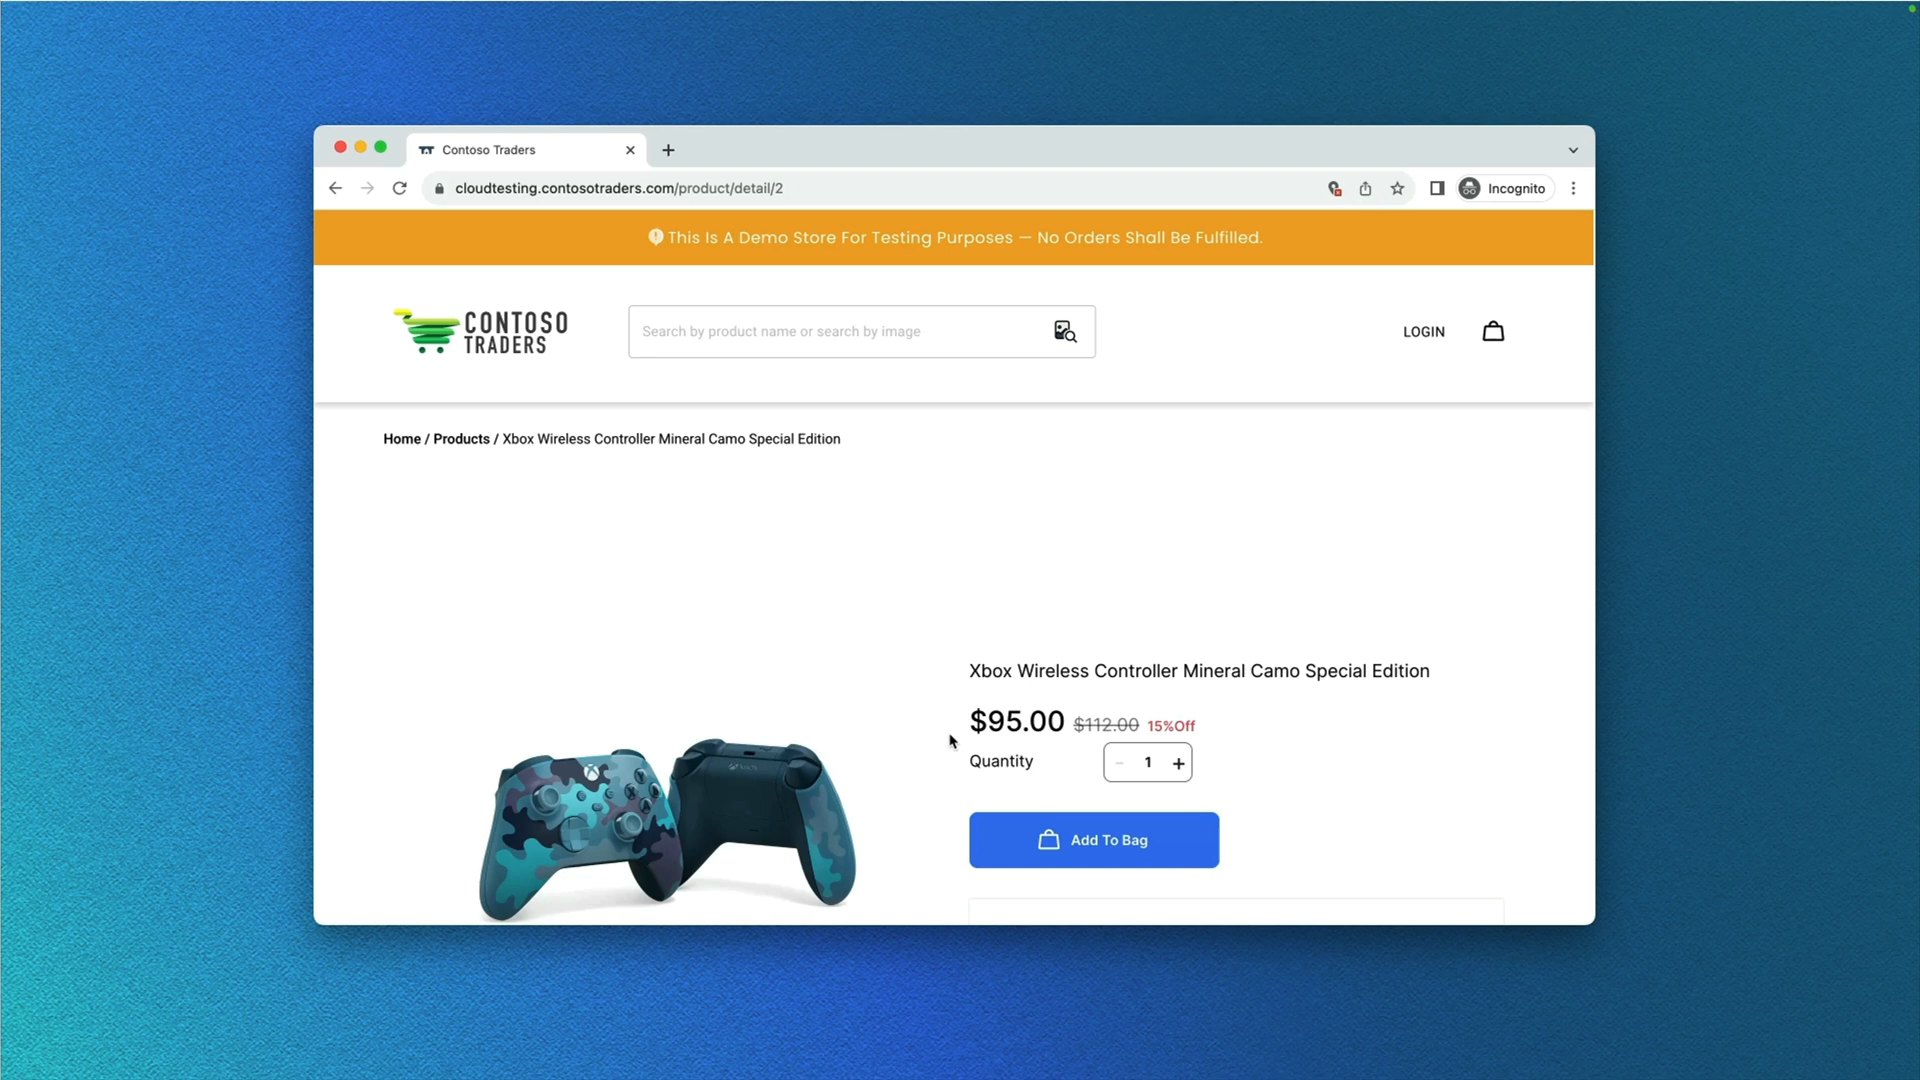 Contoso Traders
cloudtesting.contosotraders.com/product/detail/2
Incognito
This Is A Demo Store For Testing Purposes — No Orders Shall Be Fulfilled.
CONTOSO
TRADERS
Search by product name or search by image
LOGIN
Home / Products / Xbox Wireless Controller Mineral Camo Special Edition
Xbox Wireless Controller Mineral Camo Special Edition
$95.00 $112.00 15%Off
Quantity
1
Add To Bag